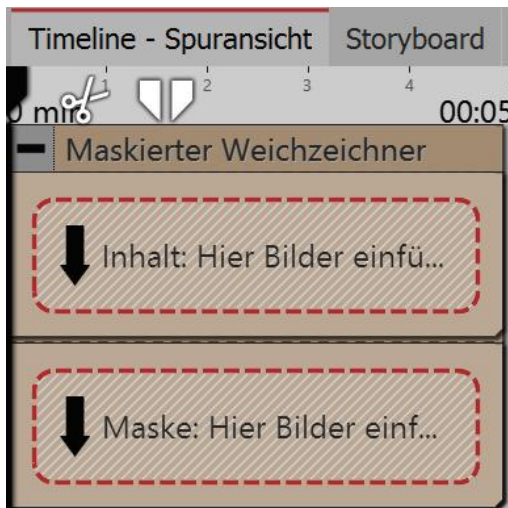 Timeline - Spuransicht Storyboard
1 2 3 4
0 min 00:05
Maskierter Weichzeichner
Inhalt: Hier Bilder einfü...
Maske: Hier Bilder einf...